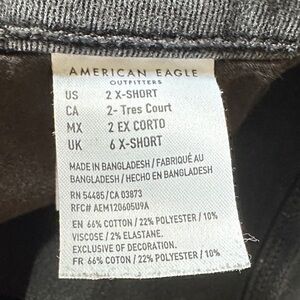 AMERICAN EAGLE
OUTFITTERS
US 2 X-SHORT
CA 2- Tres Court
MX 2 EX CORTO
UK 6 X-SHORT
MADE IN BANGLADESH / FABRIQUÉ AU
BANGLADESH / HECHO EN BANGLADESH
RN 54485/CA 03873
RFC# AEM120605U9A
EN 66% COTTON / 22% POLYESTER / 10%
VISCOSE / 2% ELASTANE.
EXCLUSIVE OF DECORATION.
FR 66% COTTON / 22% POLYESTER / 10%